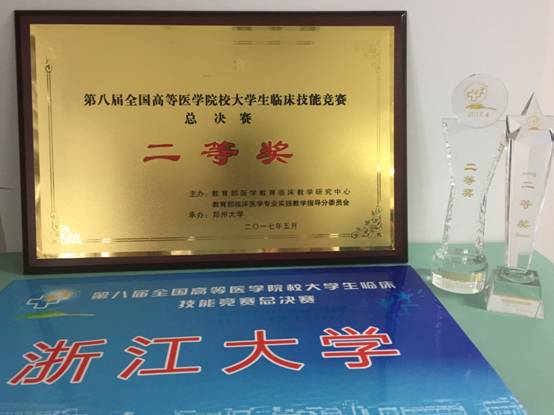 第八届全国高等医学院校大学生临床技能竞赛
总决赛
二等奖
主办：教育部医学教育临床教学研究中心
教育部临床医学专业实践教学指导分委员会
承办：郑州大学
二〇一七年五月
2017.4
二等奖
二等奖
第八届全国高等医学院校大学生临床
技能竞赛总决赛
浙江大学